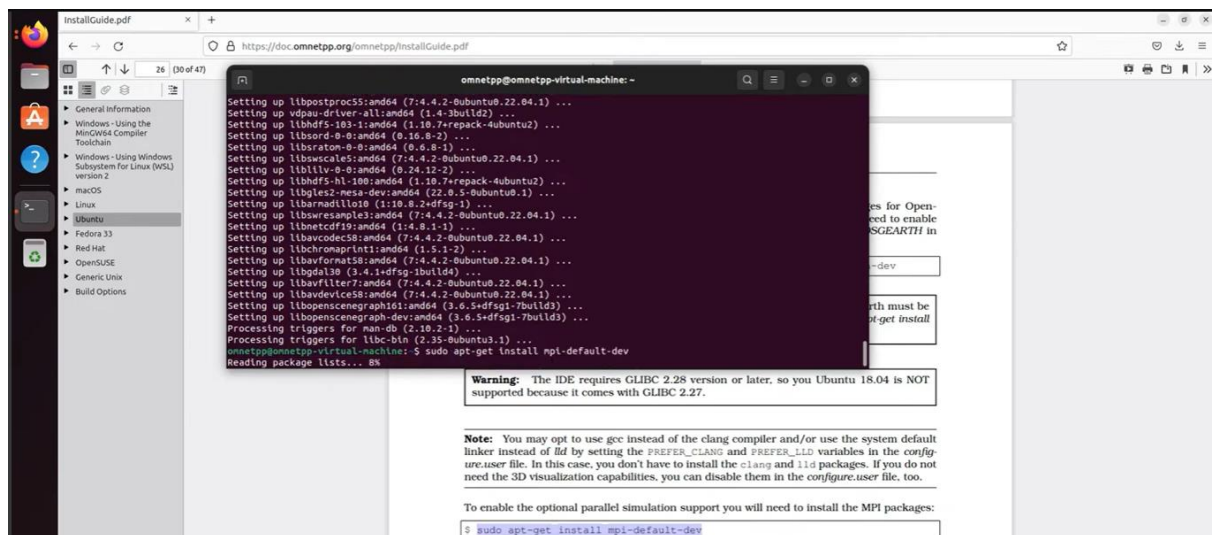 InstallGuide.pdf
https://doc.omnetpp.org/omnetpp/InstallGuide.pdf
26 (30 of 47)
General Information
Windows - Using the
MinGW64 Compiler
Toolchain
Windows - Using Windows
Subsystem for Linux (WSL)
version 2
macOS
Linux
Ubuntu
Fedora 33
Red Hat
OpenSUSE
Generic Unix
Build Options
omnetpp@omnetpp-virtual-machine: ~
Setting up libpostproc55:amd64 (7:4.4.2-0ubuntu0.22.04.1) ...
Setting up vdpau-driver-all:amd64 (1.4-3build2) ...
Setting up libhdf5-103-1:amd64 (1.10.7+repack-4ubuntu2) ...
Setting up libsord-0-0:amd64 (0.16.8-2) ...
Setting up libsratom-0-0:amd64 (0.6.8-1) ...
Setting up libswscale5:amd64 (7:4.4.2-0ubuntu0.22.04.1) ...
Setting up liblilv-0-0:amd64 (0.24.12-2) ...
Setting up libhdf5-hl-100:amd64 (1.10.7+repack-4ubuntu2) ...
Setting up libgles2-mesa-dev:amd64 (22.0.5-0ubuntu0.1) ...
Setting up libarmadillo10 (1:10.8.2+dfsg-1) ...
Setting up libswresample3:amd64 (7:4.4.2-0ubuntu0.22.04.1) ...
Setting up libnetcdf19:amd64 (1:4.8.1-1) ...
Setting up libavcodec58:amd64 (7:4.4.2-0ubuntu0.22.04.1) ...
Setting up libchromaprint1:amd64 (1.5.1-2) ...
Setting up libavformat58:amd64 (7:4.4.2-0ubuntu0.22.04.1) ...
Setting up libgdal30 (3.4.1+dfsg-1build4) ...
Setting up libavfilter7:amd64 (7:4.4.2-0ubuntu0.22.04.1) ...
Setting up libavdevice58:amd64 (7:4.4.2-0ubuntu0.22.04.1) ...
Setting up libopenscenegraph161:amd64 (3.6.5+dfsg1-7build3) ...
Setting up libopenscenegraph-dev:amd64 (3.6.5+dfsg1-7build3) ...
Processing triggers for man-db (2.10.2-1) ...
Processing triggers for libc-bin (2.35-0ubuntu3.1) ...
omnetpp@omnetpp-virtual-machine:~$ sudo apt-get install mpi-default-dev
Reading package lists... 8%
es for Open-
eed to enable
OSGEARTH in
-dev
rth must be
pt-get install
Warning: The IDE requires GLIBC 2.28 version or later, so you Ubuntu 18.04 is NOT
supported because it comes with GLIBC 2.27.
Note: You may opt to use gcc instead of the clang compiler and/or use the system default
linker instead of lld by setting the PREFER_CLANG and PREFER_LLD variables in the config-
ure.user file. In this case, you don't have to install the clang and lld packages. If you do not
need the 3D visualization capabilities, you can disable them in the configure.user file, too.
To enable the optional parallel simulation support you will need to install the MPI packages:
$ sudo apt-get install mpi-default-dev